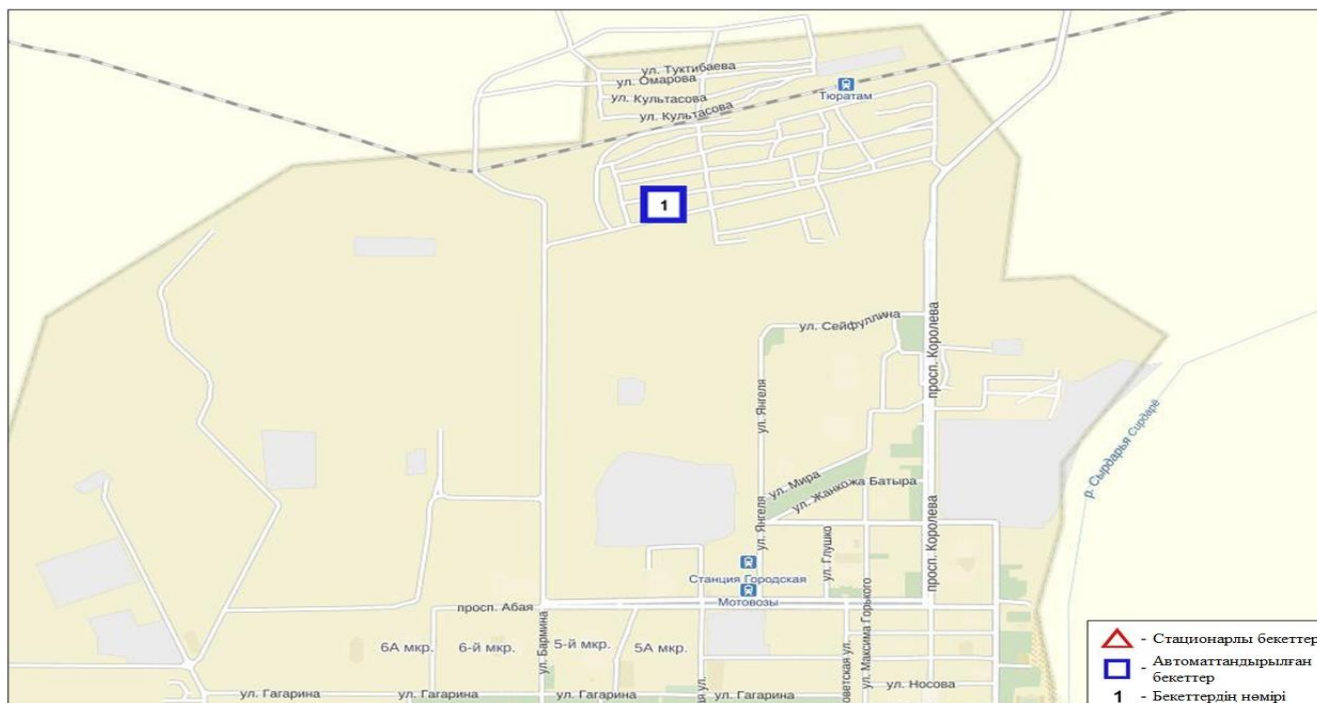 ул. Туктибаева
ул. Омарова
ул. Культасова
ул. Культасова
Тюратам
1
ул. Сейфуллина
просп. Королева
ул. Янгеля
р. Сырдарья Сирдарё
ул. Мира
ул. Жанкожа Батыра
ул. Янгеля
ул. Глушко
просп. Королева
Станция Городская
Мотовозы
просп. Абая
ул. Бармина
ул. Максима Горького
6А мкр.
6-й мкр.
5-й мкр.
5А мкр.
ул. Носова
ул. Гагарина
ул. Гагарина
ул. Гагарина
ул. Гагарина
- Стационарлы бекеттер
- Автоматтандырылған
бекеттер
1 - Бекеттердің нөмірі